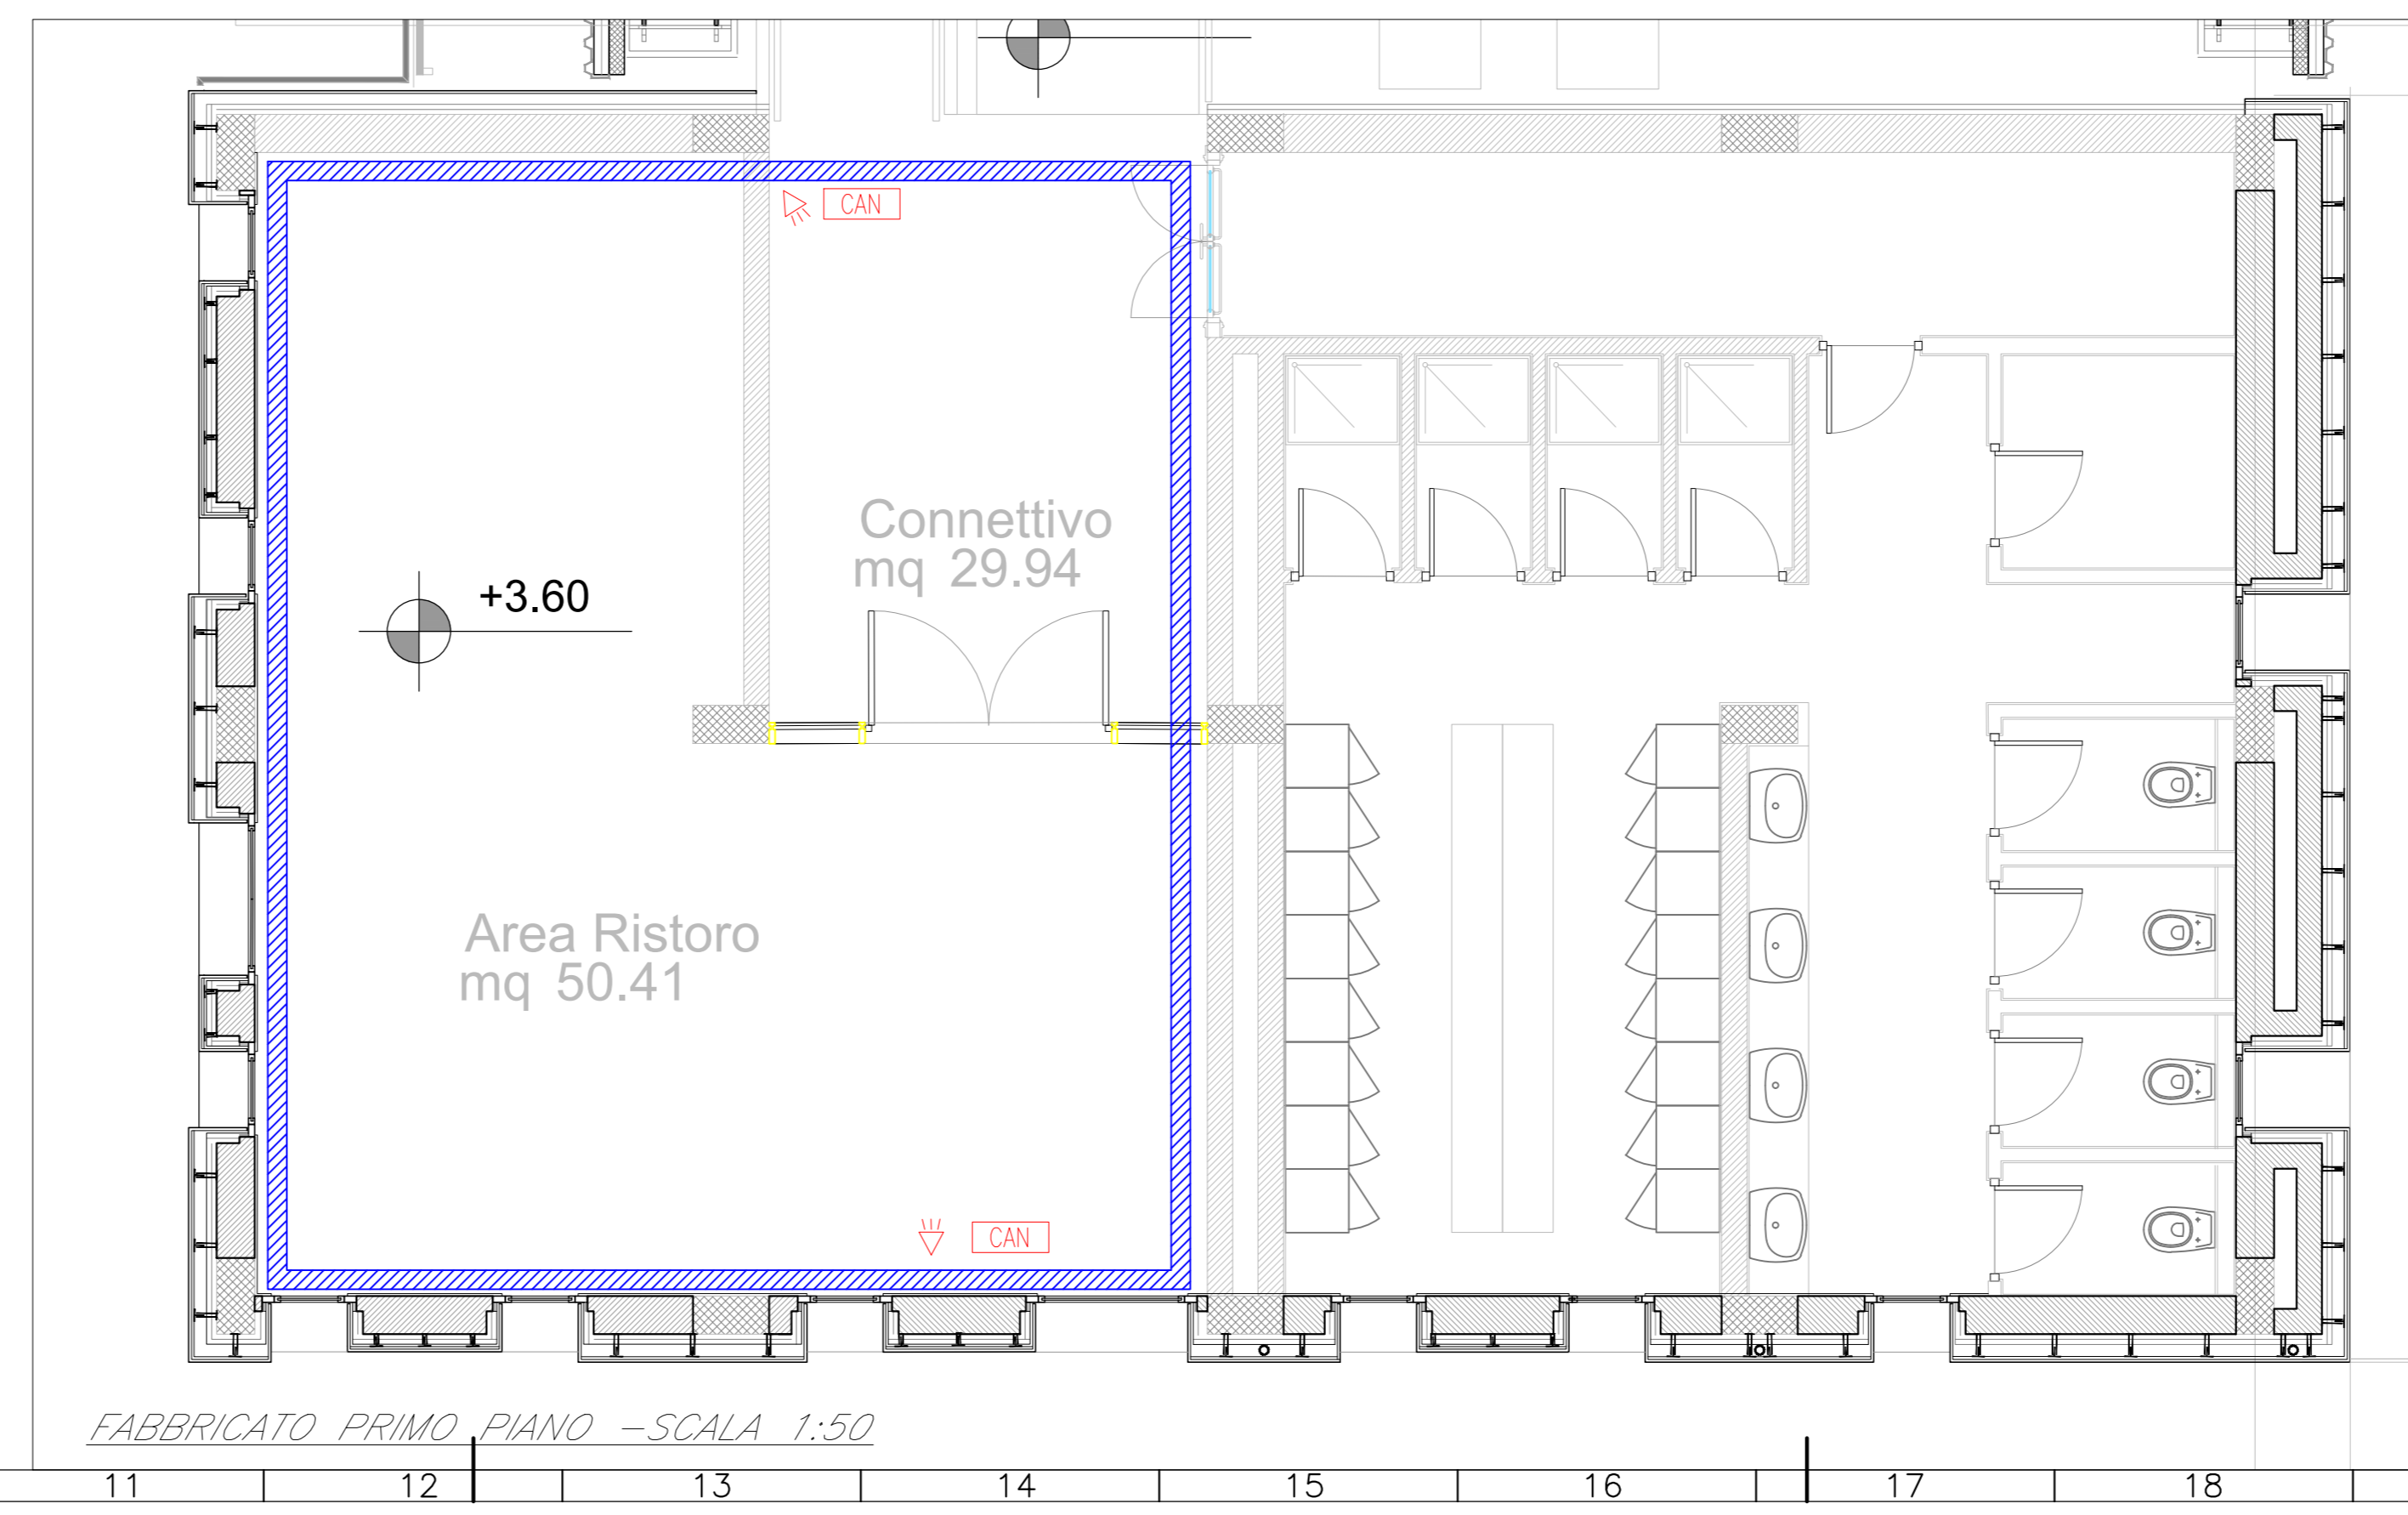 CAN
Connettivo
mq 29.94
+3.60
Area Ristoro
mq 50.41
CAN
FABBRICATO PRIMO PIANO -SCALA 1:50
11 12 13 14 15 16 17 18